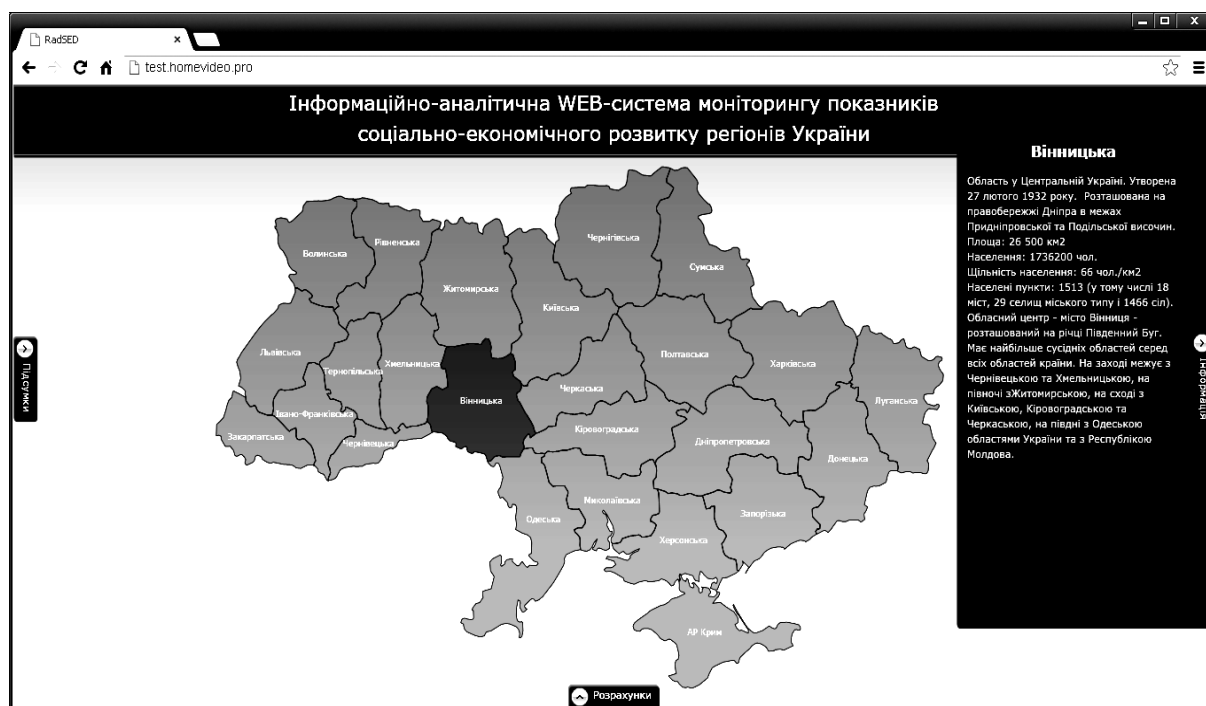 RadSED
test.homevideo.pro
Інформаційно-аналітична WEB-система моніторингу показників
соціально-економічного розвитку регіонів України
Вінницька
Область у Центральній Україні. Утворена
27 лютого 1932 року. Розташована на
правобережжі Дніпра в межах
Придніпровської та Подільської височин.
Площа: 26 500 км2
Населення: 1736200 чол.
Щільність населення: 66 чол./км2
Населені пункти: 1513 (у тому числі 18
міст, 29 селищ міського типу і 1466 сіл).
Обласний центр - місто Вінниця -
розташований на річці Південний Буг.
Має найбільше сусідніх областей серед
всіх областей країни. На заході межує з
Чернівецькою та Хмельницькою, на
півночі зЖитомирською, на сході з
Київською, Кіровоградською та
Черкаською, на півдні з Одеською
областями України та з Республікою
Молдова.
Волинська
Рівненська
Житомирська
Чернігівська
Сумська
Київська
Львівська
Тернопільська
Хмельницька
Вінницька
Черкаська
Полтавська
Харківська
Луганська
Івано-Франківська
Закарпатська
Чернівецька
Кіровоградська
Дніпропетровська
Донецька
Одеська
Миколаївська
Запорізька
Херсонська
АР Крим
Підсумки
Інформація
Розрахунки